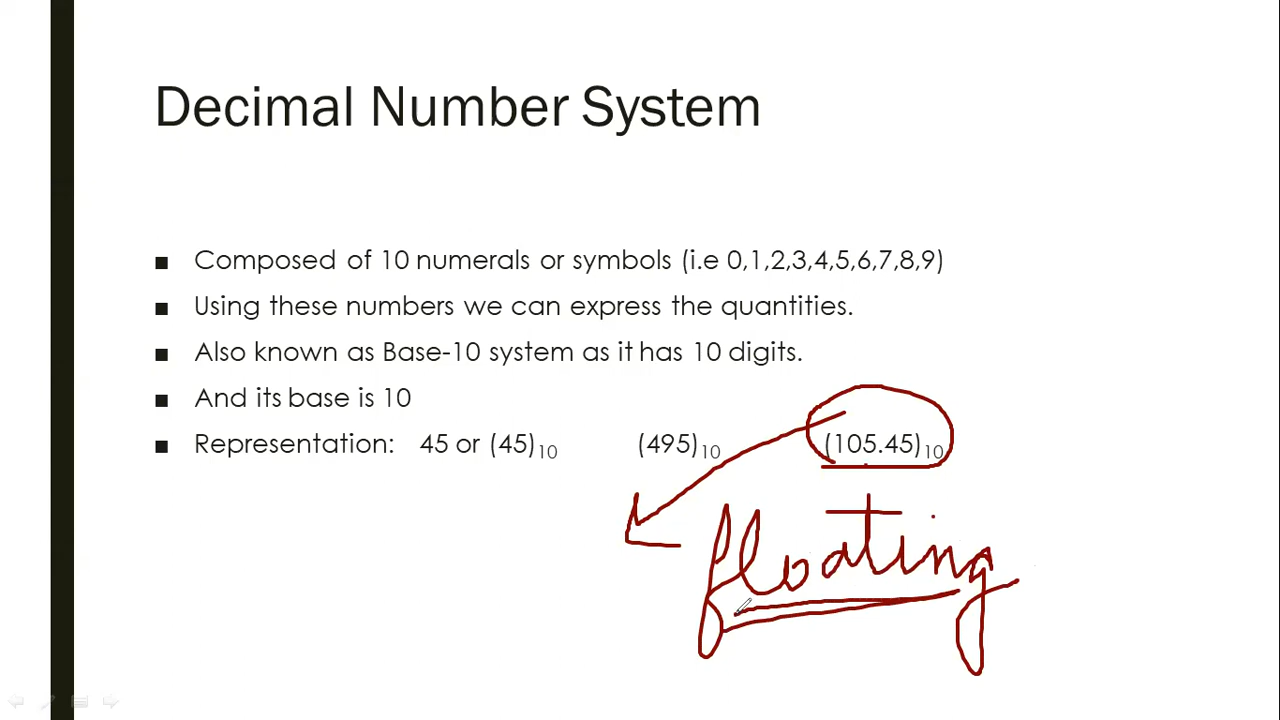 Decimal Number System
■ Composed of 10 numerals or symbols (i.e 0,1,2,3,4,5,6,7,8,9)
■ Using these numbers we can express the quantities.
■ Also known as Base-10 system as it has 10 digits.
■ And its base is 10
■ Representation: 45 or (45)₁₀ (495)₁₀ (105.45)₁₀
floating